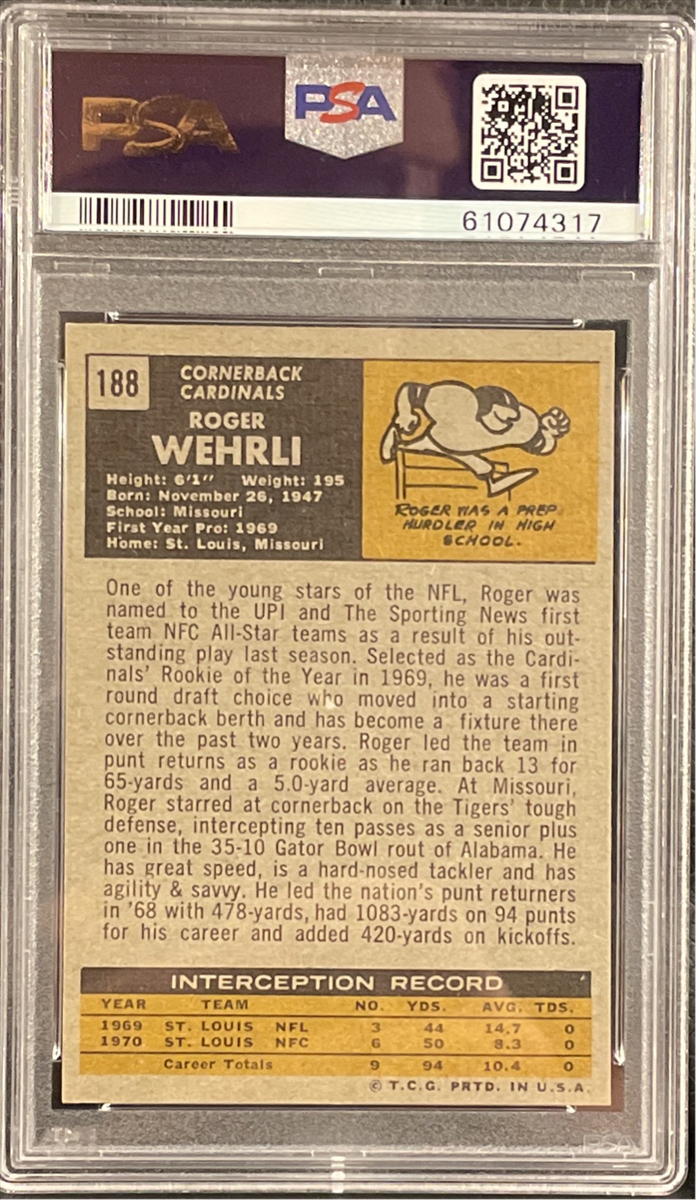 PSA
PSA
61074317
188
CORNERBACK
CARDINALS
ROGER
WEHRLI
Height: 6'1" Weight: 195
Born: November 26, 1947
School: Missouri
First Year Pro: 1969
Home: St. Louis, Missouri
ROGER WAS A PREP
HURDLER IN HIGH
SCHOOL.
One of the young stars of the NFL, Roger was
named to the UPI and The Sporting News first
team NFC All-Star teams as a result of his out-
standing play last season. Selected as the Cardi-
nals' Rookie of the Year in 1969, he was a first
round draft choice who moved into a starting
cornerback berth and has become a fixture there
over the past two years. Roger led the team in
punt returns as a rookie as he ran back 13 for
65-yards and a 5.0-yard average. At Missouri,
Roger starred at cornerback on the Tigers' tough
defense, intercepting ten passes as a senior plus
one in the 35-10 Gator Bowl rout of Alabama. He
has great speed, is a hard-nosed tackler and has
agility & savvy. He led the nation's punt returners
in '68 with 478-yards, had 1083-yards on 94 punts
for his career and added 420-yards on kickoffs.
INTERCEPTION RECORD
YEAR TEAM NO. YDS. AVG. TDS.
1969 ST. LOUIS NFL 3 44 14.7 0
1970 ST. LOUIS NFC 6 50 8.3 0
Career Totals 9 94 10.4 0
© T.C.G. PRTD. IN U.S.A.
PSA